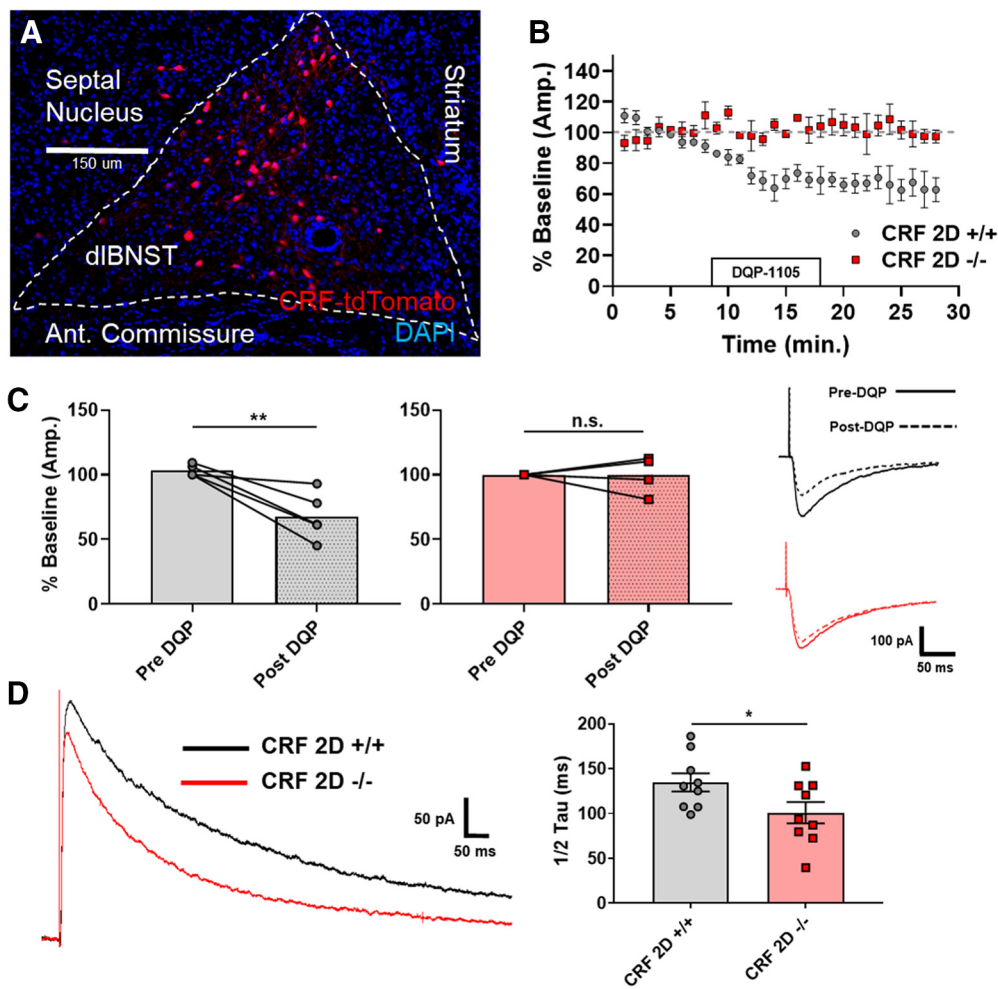 A
Septal
Nucleus
Striatum
150 um
dlBNST
CRF-tdTomato
Ant. Commissure
DAPI
B
% Baseline (Amp.)
140
120
100
80
60
40
20
0
DQP-1105
CRF 2D +/+
CRF 2D -/-
0 5 10 15 20 25 30
Time (min.)
C
% Baseline (Amp.)
150
100
50
0
**
Pre DQP
Post DQP
150
100
50
0
n.s.
Pre DQP
Post DQP
Pre-DQP
Post-DQP
100 pA
50 ms
D
CRF 2D +/+
CRF 2D -/-
50 pA
50 ms
1/2 Tau (ms)
200
150
100
50
0
*
CRF 2D +/+
CRF 2D -/-